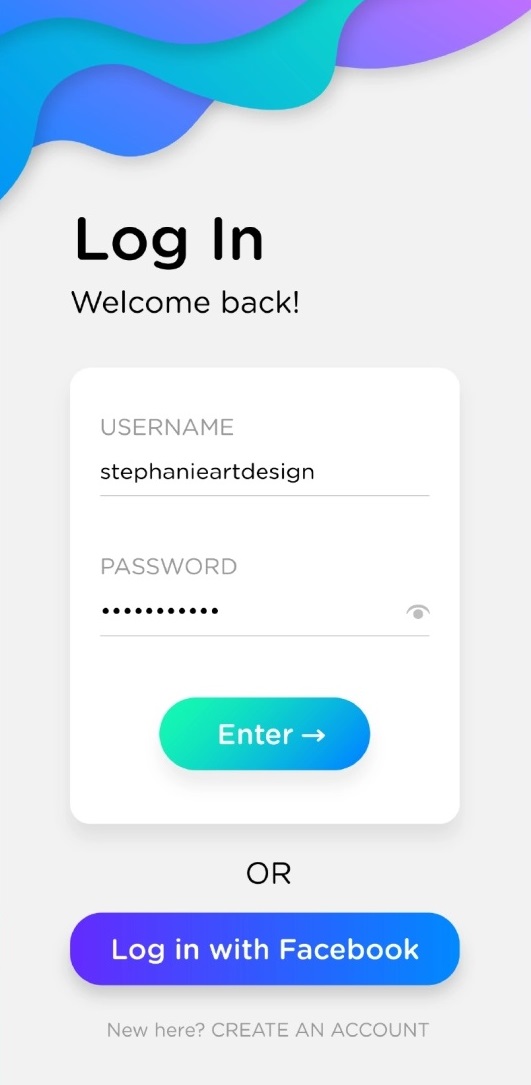 Log In
Welcome back!
USERNAME
stephanieartdesign
PASSWORD
•••••••••••
Enter →
OR
Log in with Facebook
New here? CREATE AN ACCOUNT